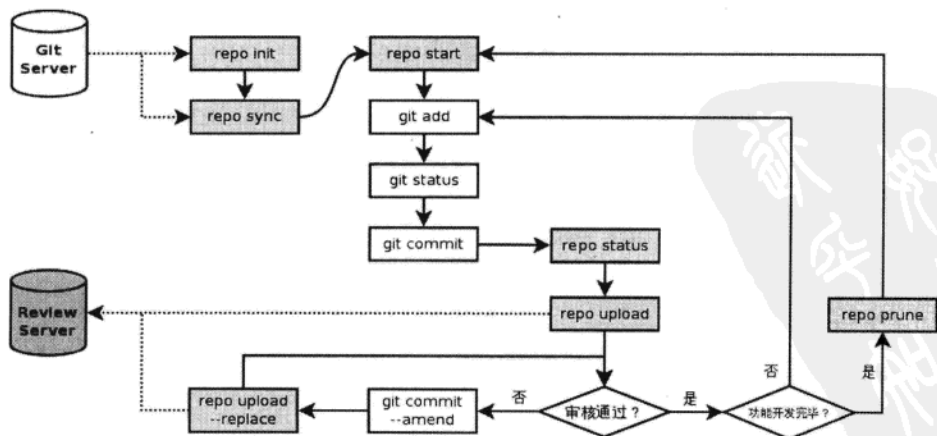 Git
Server
repo init
repo start
repo sync
git add
git status
git commit
repo status
Review
Server
repo upload
repo prune
否
是
repo upload
--replace
git commit
--amend
否
审核通过？
是
功能开发完毕？